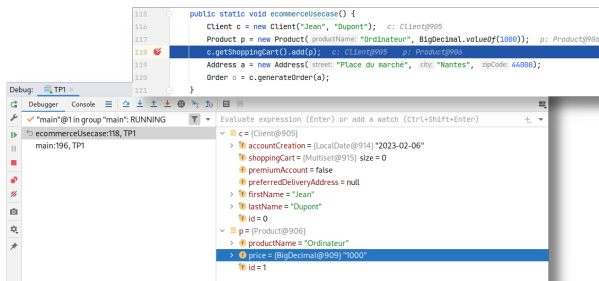 115 public static void ecommerceUsecase() {
116 Client c = new Client("Jean", "Dupont"); c: Client@905
117 Product p = new Product( productName: "Ordinateur", BigDecimal.valueOf(1000)); p: Product@906
118 c.getShoppingCart().add(p); c: Client@905 p: Product@906
119 Address a = new Address( street: "Place du marché", city: "Nantes", zipCode: 44000);
120 Order o = c.generateOrder(a);
121 }
Debug: TP1 ×
Debugger Console
"main"@1 in group "main": RUNNING
Evaluate expression (Enter) or add a watch (Ctrl+Shift+Enter)
ecommerceUsecase:118, TP1
main:196, TP1
c = {Client@905}
accountCreation = {LocalDate@914} "2023-02-06"
shoppingCart = {Multiset@915} size = 0
premiumAccount = false
preferredDeliveryAddress = null
firstName = "Jean"
lastName = "Dupont"
id = 0
p = {Product@906}
productName = "Ordinateur"
price = {BigDecimal@909} "1000"
id = 1